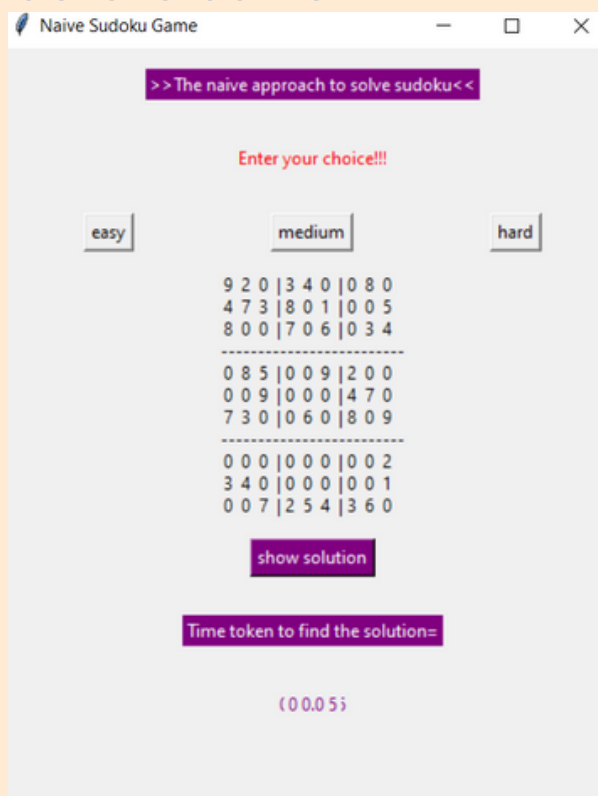 Naive Sudoku Game
>>The naive approach to solve sudoku<<
Enter your choice!!!
easy medium hard
9 2 0 |3 4 0 |0 8 0
4 7 3 |8 0 1 |0 0 5
8 0 0 |7 0 6 |0 3 4
-------------------------
0 8 5 |0 0 9 |2 0 0
0 0 9 |0 0 0 |4 7 0
7 3 0 |0 6 0 |8 0 9
-------------------------
0 0 0 |0 0 0 |0 0 2
3 4 0 |0 0 0 |0 0 1
0 0 7 |2 5 4 |3 6 0
show solution
Time token to find the solution=